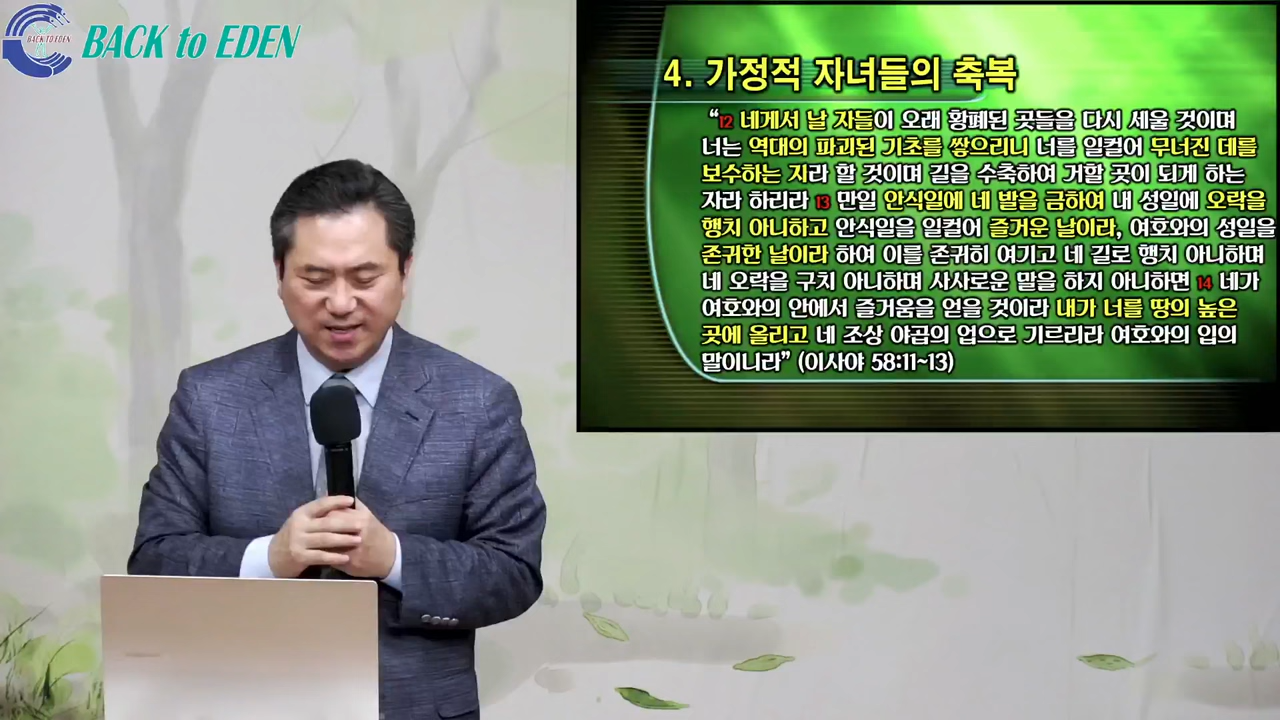 BACK TO EDEN
BACK to EDEN
4. 가정적 자녀들의 축복
“12 네게서 날 자들이 오래 황폐된 곳들을 다시 세울 것이며
너는 역대의 파괴된 기초를 쌓으리니 너를 일컬어 무너진 데를
보수하는 자라 할 것이며 길을 수축하여 거할 곳이 되게 하는
자라 하리라 13 만일 안식일에 네 발을 금하여 내 성일에 오락을
행치 아니하고 안식일을 일컬어 즐거운 날이라, 여호와의 성일을
존귀한 날이라 하여 이를 존귀히 여기고 네 길로 행치 아니하며
네 오락을 구치 아니하며 사사로운 말을 하지 아니하면 14 네가
여호와의 안에서 즐거움을 얻을 것이라 내가 너를 땅의 높은
곳에 올리고 네 조상 야곱의 업으로 기르리라 여호와의 입의
말이니라” (이사야 58:11~13)